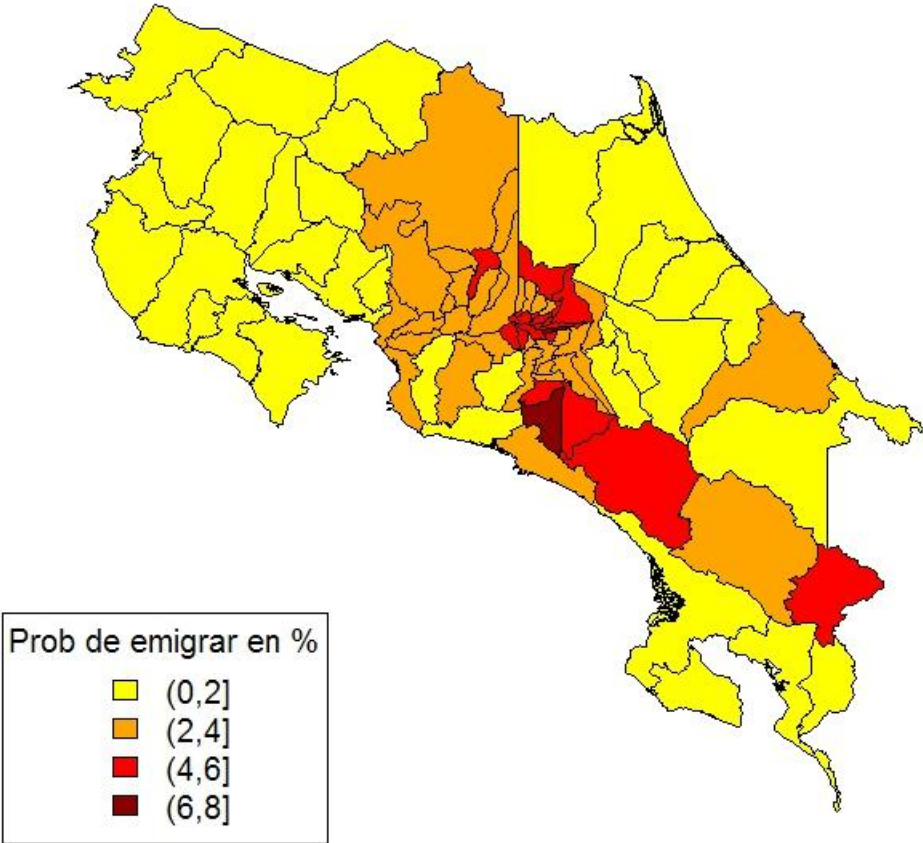 Prob de emigrar en %
(0,2]
(2,4]
(4,6]
(6,8]